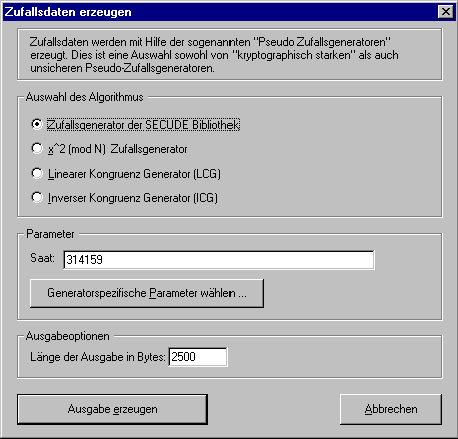 Zufallsdaten erzeugen
Zufallsdaten werden mit Hilfe der sogenannten "Pseudo Zufallsgeneratoren"
erzeugt. Dies ist eine Auswahl sowohl von "kryptographisch starken" als auch
unsicheren Pseudo-Zufallsgeneratoren.
Auswahl des Algorithmus
Zufallsgenerator der SECUDE Bibliothek
x^2 (mod N) Zufallsgenerator
Linearer Kongruenz Generator (LCG)
Inverser Kongruenz Generator (ICG)
Parameter
Saat: 314159
Generatorspezifische Parameter wählen ...
Ausgabeoptionen
Länge der Ausgabe in Bytes: 2500
Ausgabe erzeugen Abbrechen